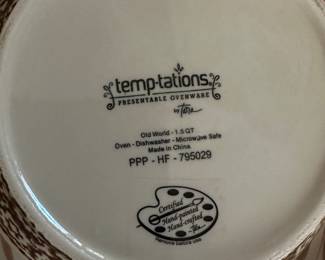 temp-tations
PRESENTABLE OVENWARE
by Tara
Old World - 1.5 QT
Oven - Dishwasher - Microwave Safe
Made in China
PPP - HF - 795029
Certified
Hand-painted
Hand-crafted